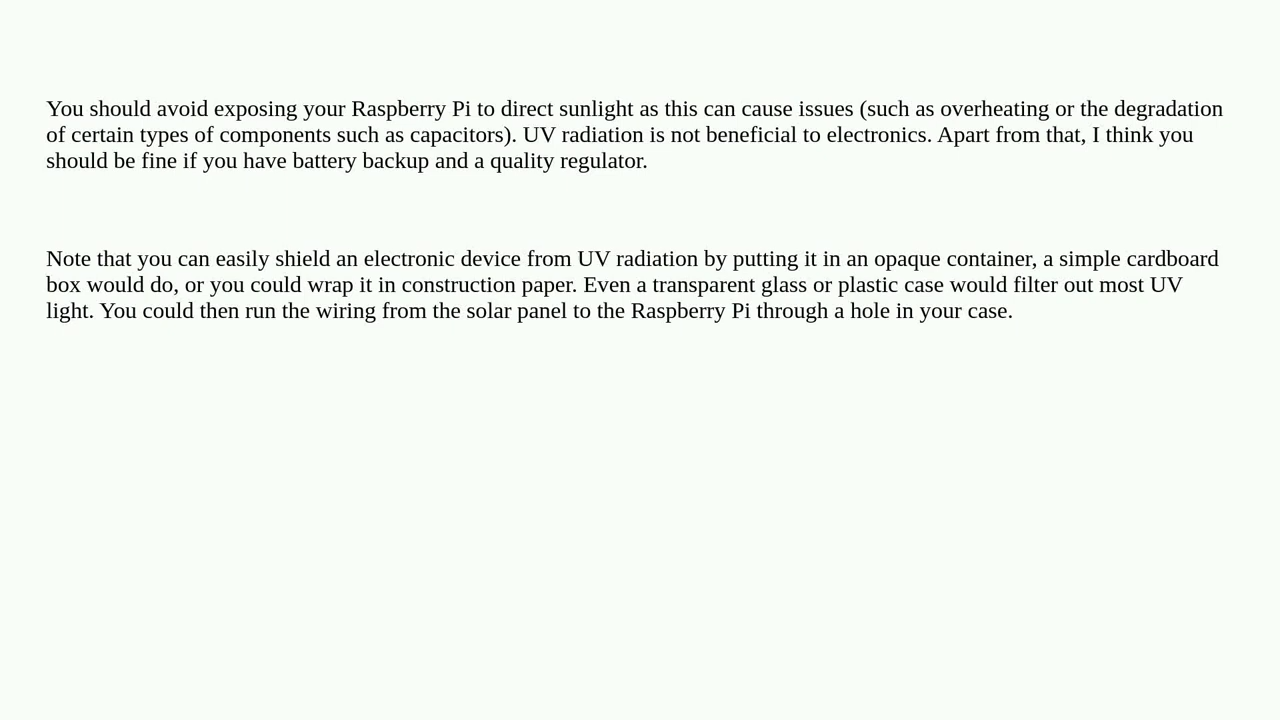 You should avoid exposing your Raspberry Pi to direct sunlight as this can cause issues (such as overheating or the degradation
of certain types of components such as capacitors). UV radiation is not beneficial to electronics. Apart from that, I think you
should be fine if you have battery backup and a quality regulator.
Note that you can easily shield an electronic device from UV radiation by putting it in an opaque container, a simple cardboard
box would do, or you could wrap it in construction paper. Even a transparent glass or plastic case would filter out most UV
light. You could then run the wiring from the solar panel to the Raspberry Pi through a hole in your case.